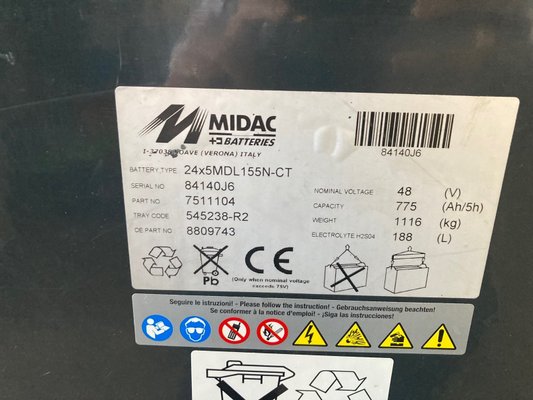 MIDAC
BATTERIES
I-37038 SOAVE (VERONA) ITALY
84140J6
BATTERY TYPE 24x5MDL155N-CT
SERIAL NO 84140J6
PART NO 7511104
TRAY CODE 545238-R2
OE PART NO 8809743
NOMINAL VOLTAGE 48 (V)
CAPACITY 775 (Ah/5h)
WEIGHT 1116 (kg)
ELECTROLYTE H2SO4 188 (L)
Pb
CE
(Only when nominal voltage
exceeds 75V)
Seguire le istruzioni! - Please follow the instruction! - Gebrauchsanweisung beachten!
Se conformer à la notice d'emploi! - ¡Siga las instrucciones!